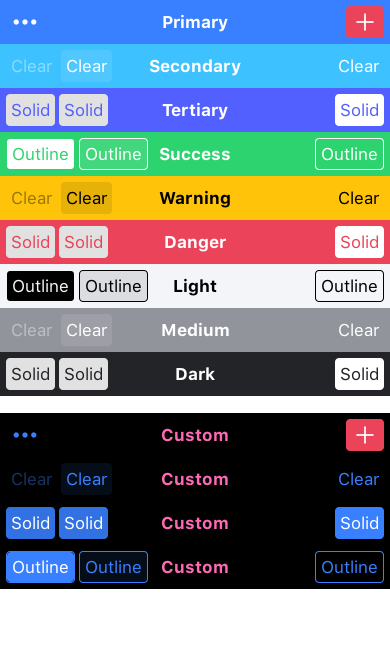 Primary
Clear Clear Secondary Clear
Solid Solid Tertiary Solid
Outline Outline Success Outline
Clear Clear Warning Clear
Solid Solid Danger Solid
Outline Outline Light Outline
Clear Clear Medium Clear
Solid Solid Dark Solid
Custom
Clear Clear Custom Clear
Solid Solid Custom Solid
Outline Outline Custom Outline